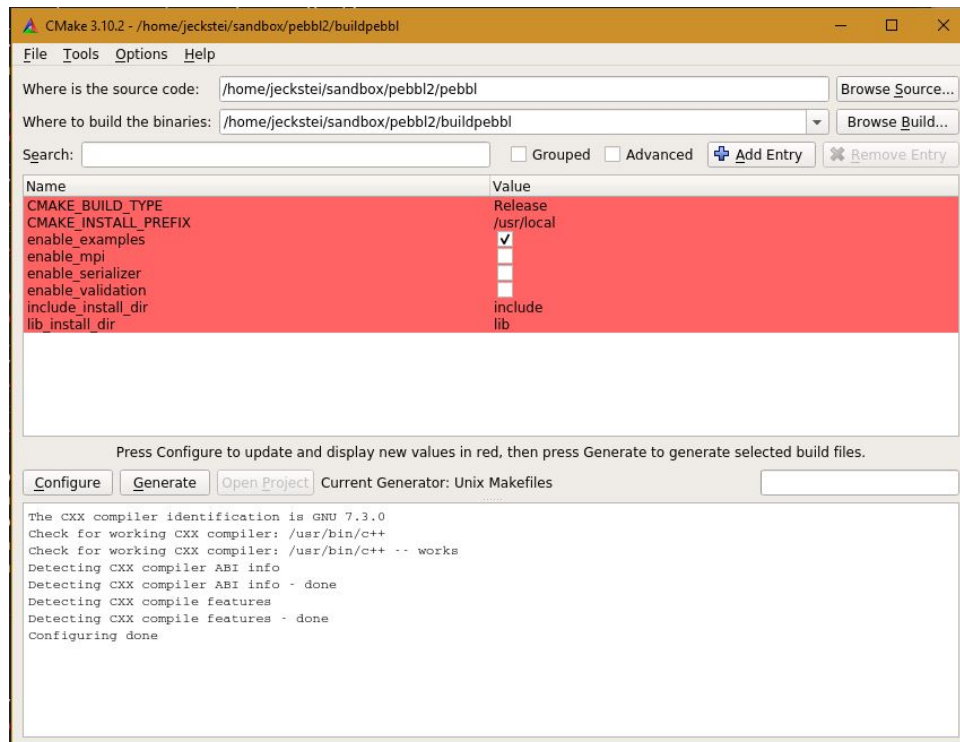 CMake 3.10.2 - /home/jeckstei/sandbox/pebbl2/buildpebbl
File Tools Options Help
Where is the source code: /home/jeckstei/sandbox/pebbl2/pebbl Browse Source...
Where to build the binaries: /home/jeckstei/sandbox/pebbl2/buildpebbl Browse Build...
Search: Grouped Advanced Add Entry Remove Entry
Name Value
CMAKE_BUILD_TYPE Release
CMAKE_INSTALL_PREFIX /usr/local
enable_examples
enable_mpi
enable_serializer
enable_validation
include_install_dir include
lib_install_dir lib
Press Configure to update and display new values in red, then press Generate to generate selected build files.
Configure Generate Open Project Current Generator: Unix Makefiles
The CXX compiler identification is GNU 7.3.0
Check for working CXX compiler: /usr/bin/c++
Check for working CXX compiler: /usr/bin/c++ -- works
Detecting CXX compiler ABI info
Detecting CXX compiler ABI info - done
Detecting CXX compile features
Detecting CXX compile features - done
Configuring done